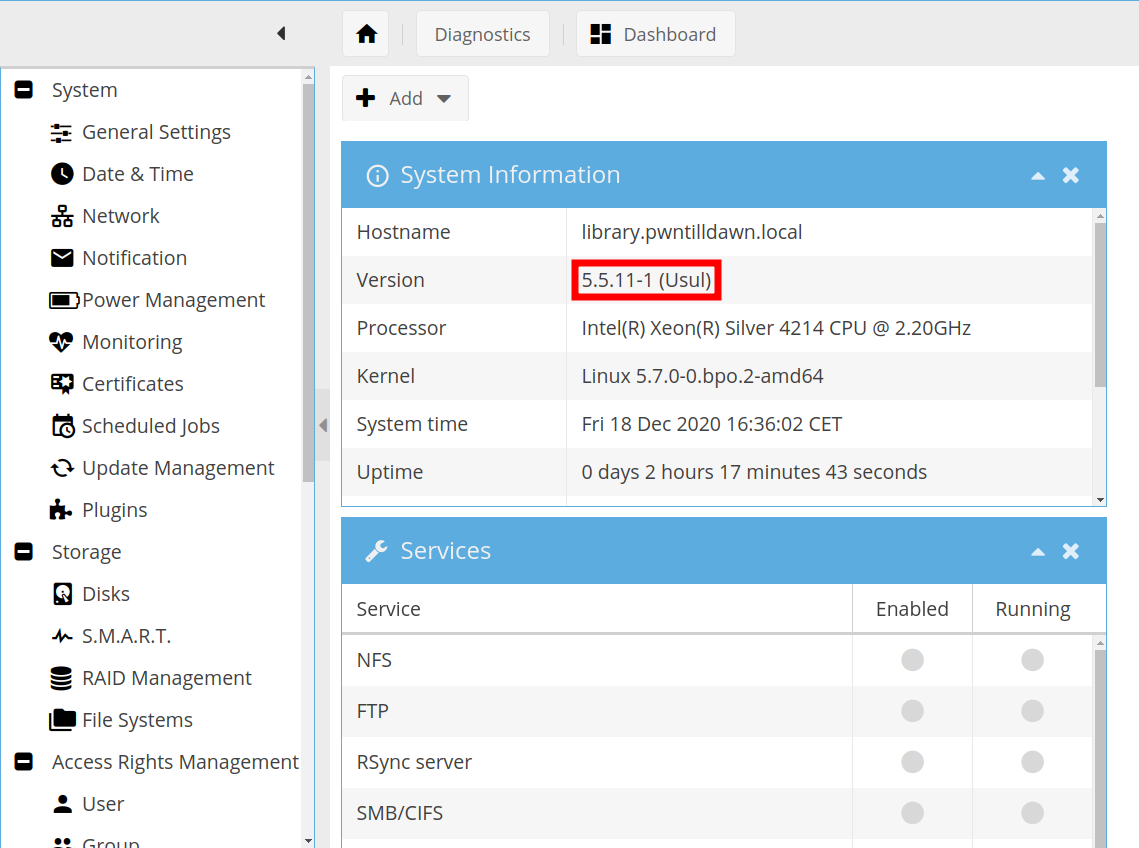 Diagnostics
Dashboard
System
General Settings
Date & Time
Network
Notification
Power Management
Monitoring
Certificates
Scheduled Jobs
Update Management
Plugins
Storage
Disks
S.M.A.R.T.
RAID Management
File Systems
Access Rights Management
User
Group
Add
System Information
Hostname library.pwntilldawn.local
Version 5.5.11-1 (Usul)
Processor Intel(R) Xeon(R) Silver 4214 CPU @ 2.20GHz
Kernel Linux 5.7.0-0.bpo.2-amd64
System time Fri 18 Dec 2020 16:36:02 CET
Uptime 0 days 2 hours 17 minutes 43 seconds
Services
Service Enabled Running
NFS
FTP
RSync server
SMB/CIFS